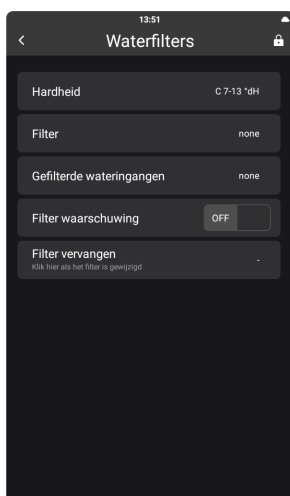 13:51
Waterfilters
Hardheid C 7-13 °dH
Filter none
Gefilterde wateringangen none
Filter waarschuwing OFF
Filter vervangen -
Klik hier als het filter is gewijzigd